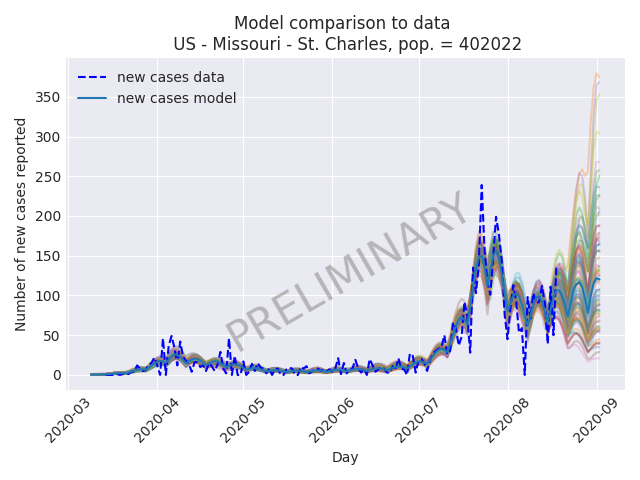 Model comparison to data
US - Missouri - St. Charles, pop. = 402022
new cases data
new cases model
PRELIMINARY
Number of new cases reported
350
300
250
200
150
100
50
0
2020-03
2020-04
2020-05
2020-06
2020-07
2020-08
2020-09
Day